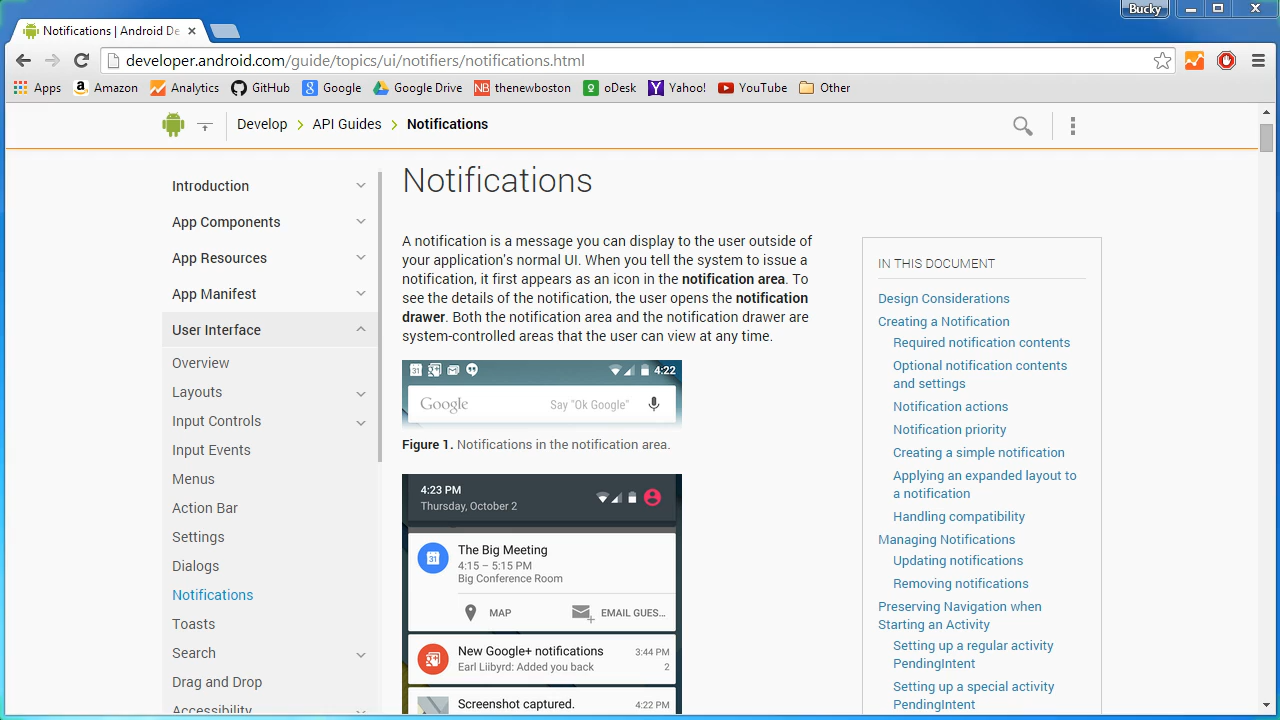 Bucky
Notifications | Android De
developer.android.com/guide/topics/ui/notifiers/notifications.html
Apps Amazon Analytics GitHub Google Google Drive thenewboston oDesk Yahoo! YouTube Other
Develop API Guides Notifications
Introduction
App Components
App Resources
App Manifest
User Interface
Overview
Layouts
Input Controls
Input Events
Menus
Action Bar
Settings
Dialogs
Notifications
Toasts
Search
Drag and Drop
Accessibility
Notifications
A notification is a message you can display to the user outside of
your application's normal UI. When you tell the system to issue a
notification, it first appears as an icon in the notification area. To
see the details of the notification, the user opens the notification
drawer. Both the notification area and the notification drawer are
system-controlled areas that the user can view at any time.
31 4:22
Google Say "Ok Google"
Figure 1. Notifications in the notification area.
4:23 PM
Thursday, October 2
31 The Big Meeting
4:15 – 5:15 PM
Big Conference Room
MAP EMAIL GUES...
New Google+ notifications 3:44 PM
Earl Liibyrd: Added you back 2
Screenshot captured. 4:22 PM
IN THIS DOCUMENT
Design Considerations
Creating a Notification
Required notification contents
Optional notification contents
and settings
Notification actions
Notification priority
Creating a simple notification
Applying an expanded layout to
a notification
Handling compatibility
Managing Notifications
Updating notifications
Removing notifications
Preserving Navigation when
Starting an Activity
Setting up a regular activity
PendingIntent
Setting up a special activity
PendingIntent